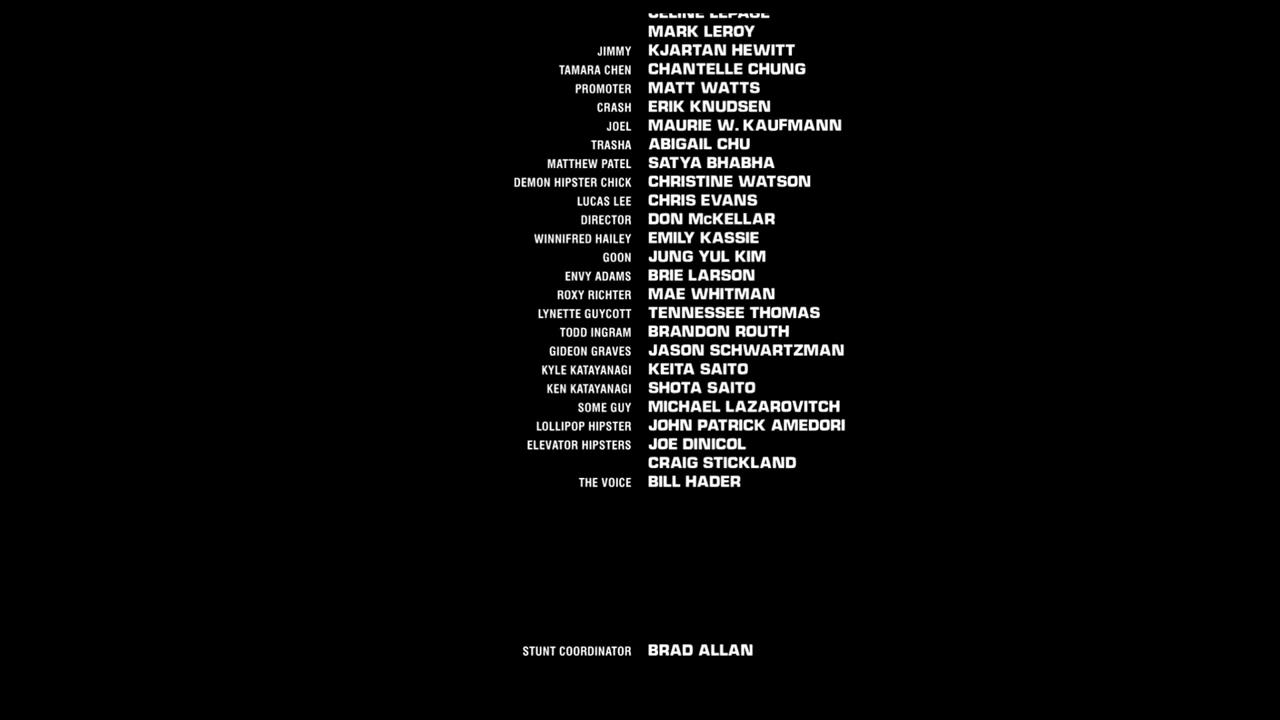 MARK LEROY
JIMMY KJARTAN HEWITT
TAMARA CHEN CHANTELLE CHUNG
PROMOTER MATT WATTS
CRASH ERIK KNUDSEN
JOEL MAURIE W. KAUFMANN
TRASHA ABIGAIL CHU
MATTHEW PATEL SATYA BHABHA
DEMON HIPSTER CHICK CHRISTINE WATSON
LUCAS LEE CHRIS EVANS
DIRECTOR DON McKELLAR
WINNIFRED HAILEY EMILY KASSIE
GOON JUNG YUL KIM
ENVY ADAMS BRIE LARSON
ROXY RICHTER MAE WHITMAN
LYNETTE GUYCOTT TENNESSEE THOMAS
TODD INGRAM BRANDON ROUTH
GIDEON GRAVES JASON SCHWARTZMAN
KYLE KATAYANAGI KEITA SAITO
KEN KATAYANAGI SHOTA SAITO
SOME GUY MICHAEL LAZAROVITCH
LOLLIPOP HIPSTER JOHN PATRICK AMEDORI
ELEVATOR HIPSTERS JOE DINICOL
CRAIG STICKLAND
THE VOICE BILL HADER
STUNT COORDINATOR BRAD ALLAN